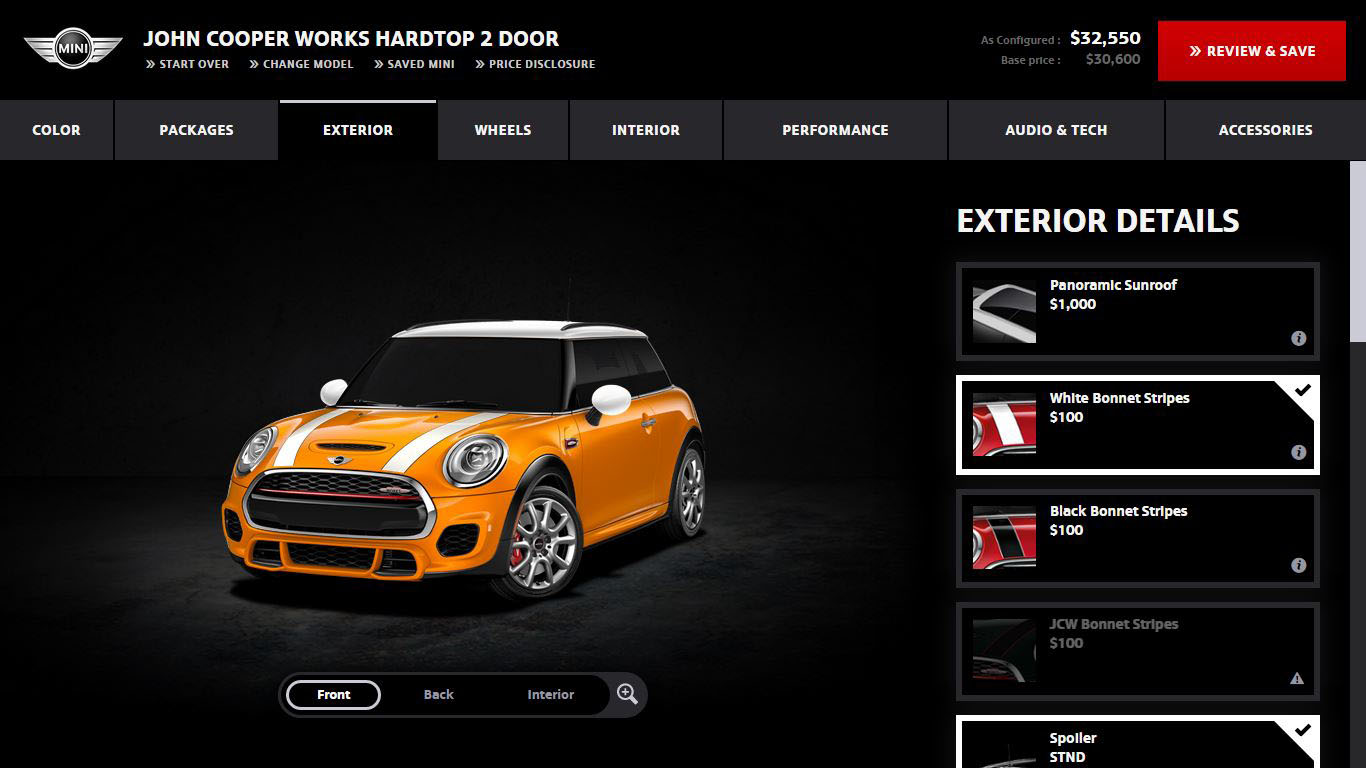 MINI
JOHN COOPER WORKS HARDTOP 2 DOOR
» START OVER » CHANGE MODEL » SAVED MINI » PRICE DISCLOSURE
As Configured : $32,550
Base price : $30,600
» REVIEW & SAVE
COLOR PACKAGES EXTERIOR WHEELS INTERIOR PERFORMANCE AUDIO & TECH ACCESSORIES
EXTERIOR DETAILS
Panoramic Sunroof
$1,000
White Bonnet Stripes
$100
Black Bonnet Stripes
$100
JCW Bonnet Stripes
$100
Spoiler
STND
Front Back Interior